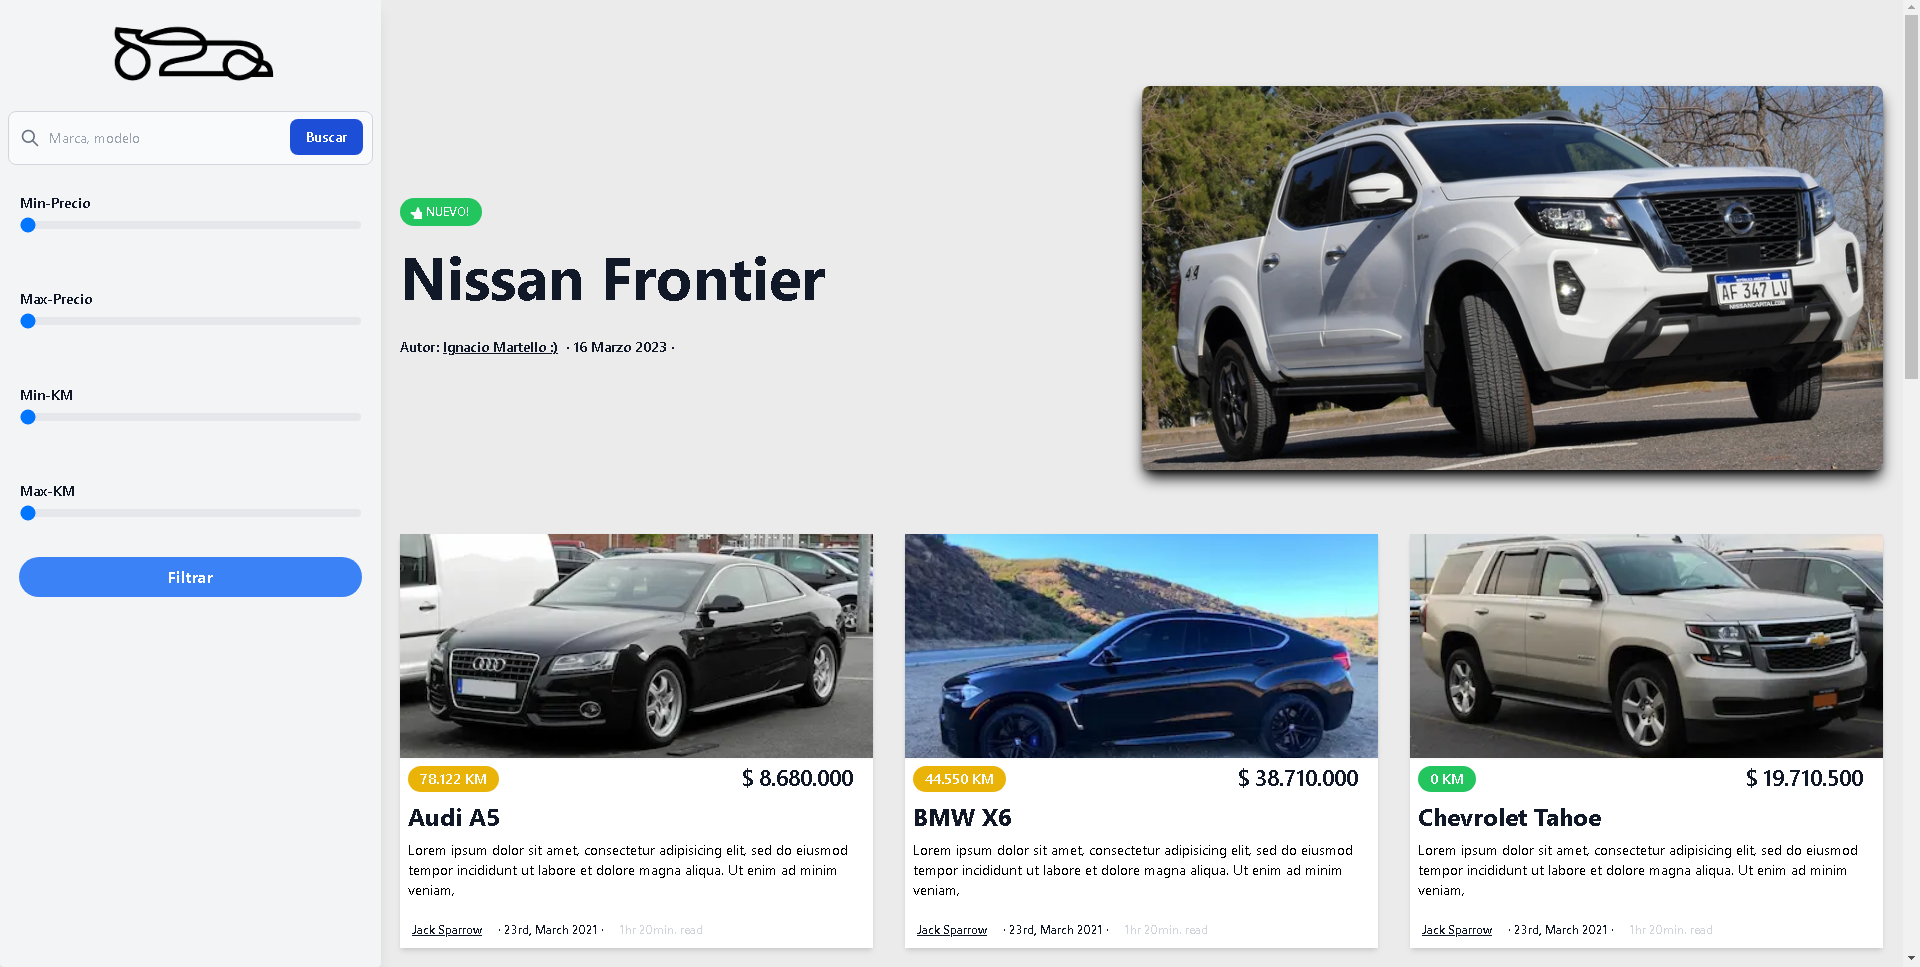 Marca, modelo
Buscar
Min-Precio
Max-Precio
Min-KM
Max-KM
Filtrar
NUEVO!
Nissan Frontier
Autor: Ignacio Martello :) · 16 Marzo 2023 ·
4x4
AF 347 LV
NISSANCAPITAL.COM
78.122 KM
$ 8.680.000
Audi A5
Lorem ipsum dolor sit amet, consectetur adipisicing elit, sed do eiusmod
tempor incididunt ut labore et dolore magna aliqua. Ut enim ad minim
veniam,
Jack Sparrow · 23rd, March 2021 · 1hr 20min. read
44.550 KM
$ 38.710.000
BMW X6
Lorem ipsum dolor sit amet, consectetur adipisicing elit, sed do eiusmod
tempor incididunt ut labore et dolore magna aliqua. Ut enim ad minim
veniam,
Jack Sparrow · 23rd, March 2021 · 1hr 20min. read
0 KM
$ 19.710.500
Chevrolet Tahoe
Lorem ipsum dolor sit amet, consectetur adipisicing elit, sed do eiusmod
tempor incididunt ut labore et dolore magna aliqua. Ut enim ad minim
veniam,
Jack Sparrow · 23rd, March 2021 · 1hr 20min. read